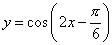 y = cos(2x − π/6)